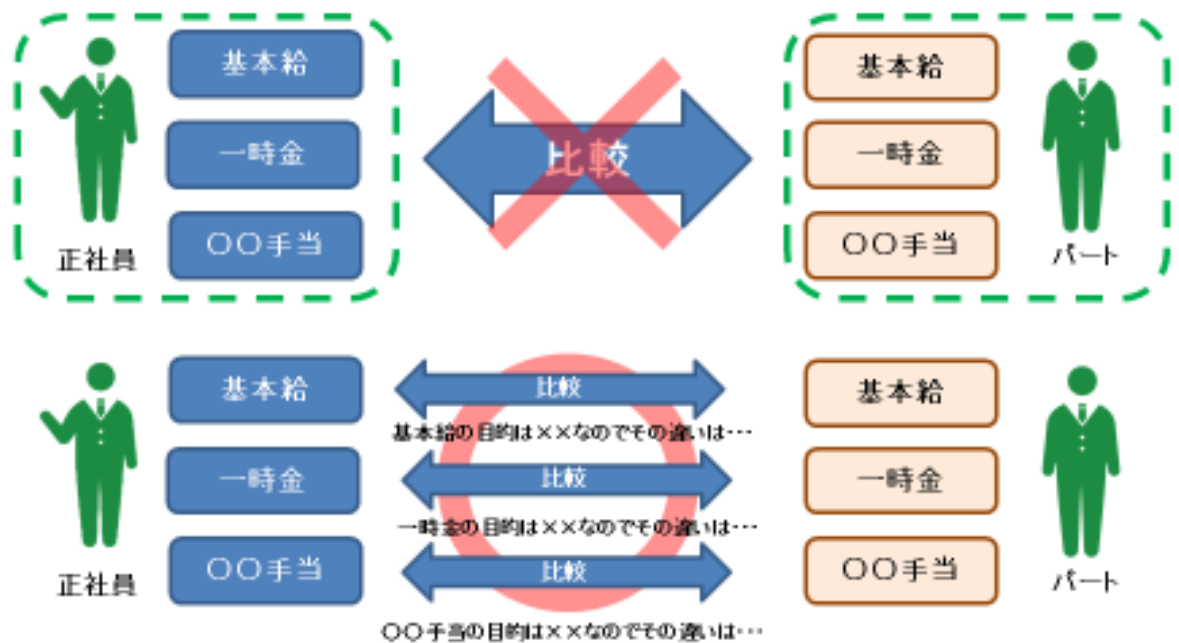 基本給
一時金
〇〇手当
正社員
比較
基本給
一時金
〇〇手当
パート
基本給
一時金
〇〇手当
正社員
比較
基本給の目的は××なのでその違いは…
比較
一時金の目的は××なのでその違いは…
比較
〇〇手当の目的は××なのでその違いは…
基本給
一時金
〇〇手当
パート